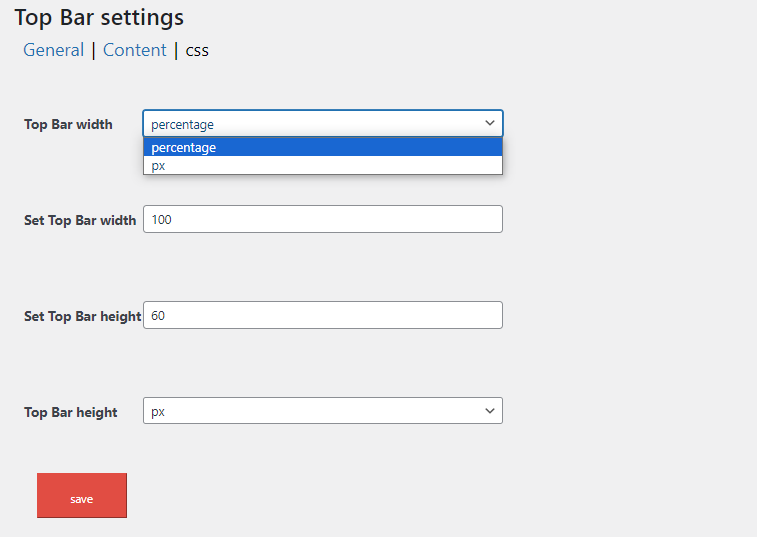 Top Bar settings
General | Content | css
Top Bar width percentage
percentage
px
Set Top Bar width 100
Set Top Bar height 60
Top Bar height px
save